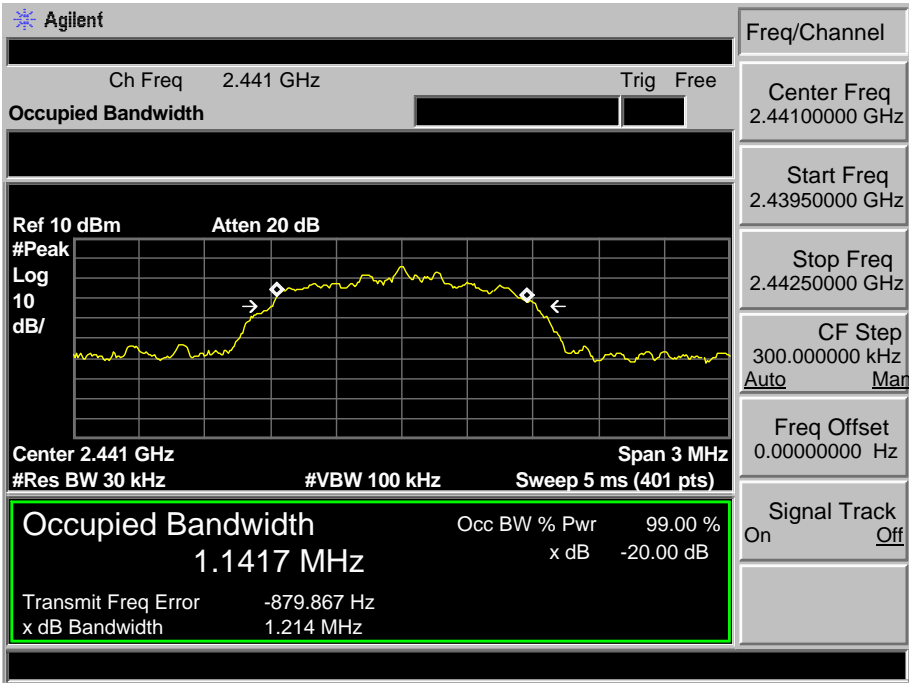 Agilent
Freq/Channel
Ch Freq 2.441 GHz Trig Free
Occupied Bandwidth
Center Freq
2.44100000 GHz
Start Freq
2.43950000 GHz
Stop Freq
2.44250000 GHz
CF Step
300.000000 kHz
Auto Man
Freq Offset
0.00000000 Hz
Signal Track
On Off
Ref 10 dBm Atten 20 dB
#Peak
Log
10
dB/
Center 2.441 GHz Span 3 MHz
#Res BW 30 kHz #VBW 100 kHz Sweep 5 ms (401 pts)
Occupied Bandwidth
1.1417 MHz
Occ BW % Pwr 99.00 %
x dB -20.00 dB
Transmit Freq Error -879.867 Hz
x dB Bandwidth 1.214 MHz